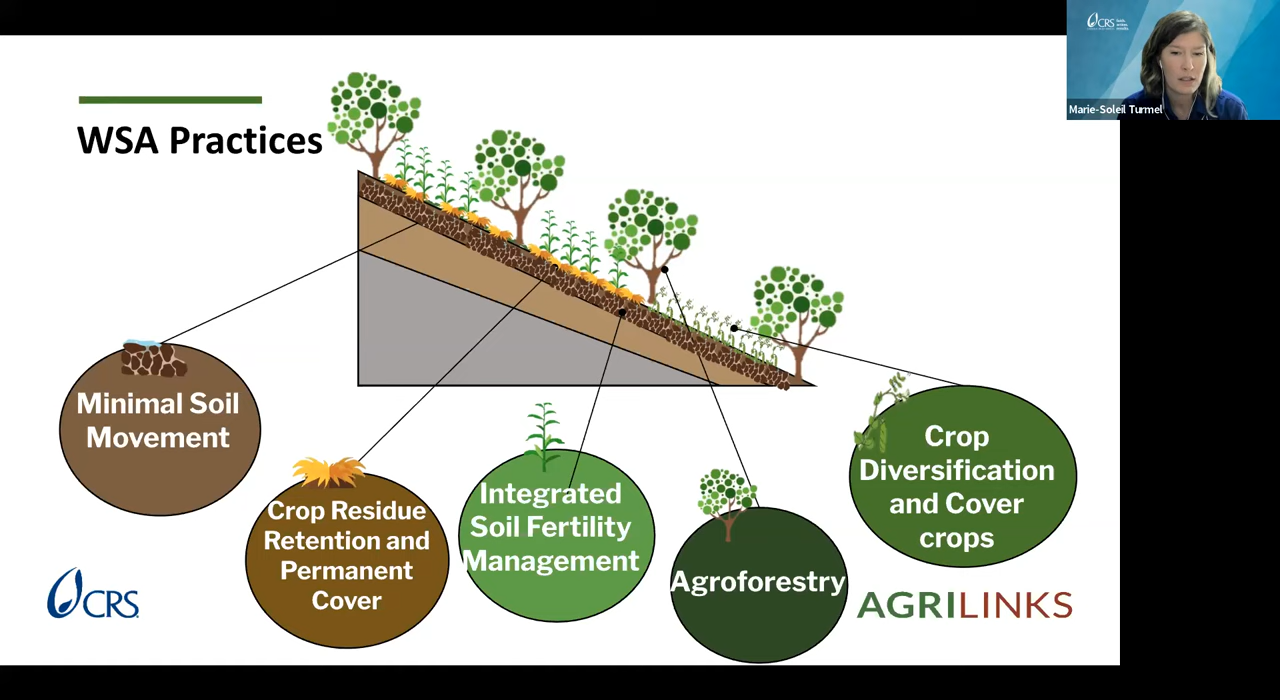 WSA Practices
Minimal Soil
Movement
Crop Residue
Retention and
Permanent
Cover
Integrated
Soil Fertility
Management
Agroforestry
Crop
Diversification
and Cover
crops
CRS
AGRILINKS
CRS
Marie-Soleil Turmel